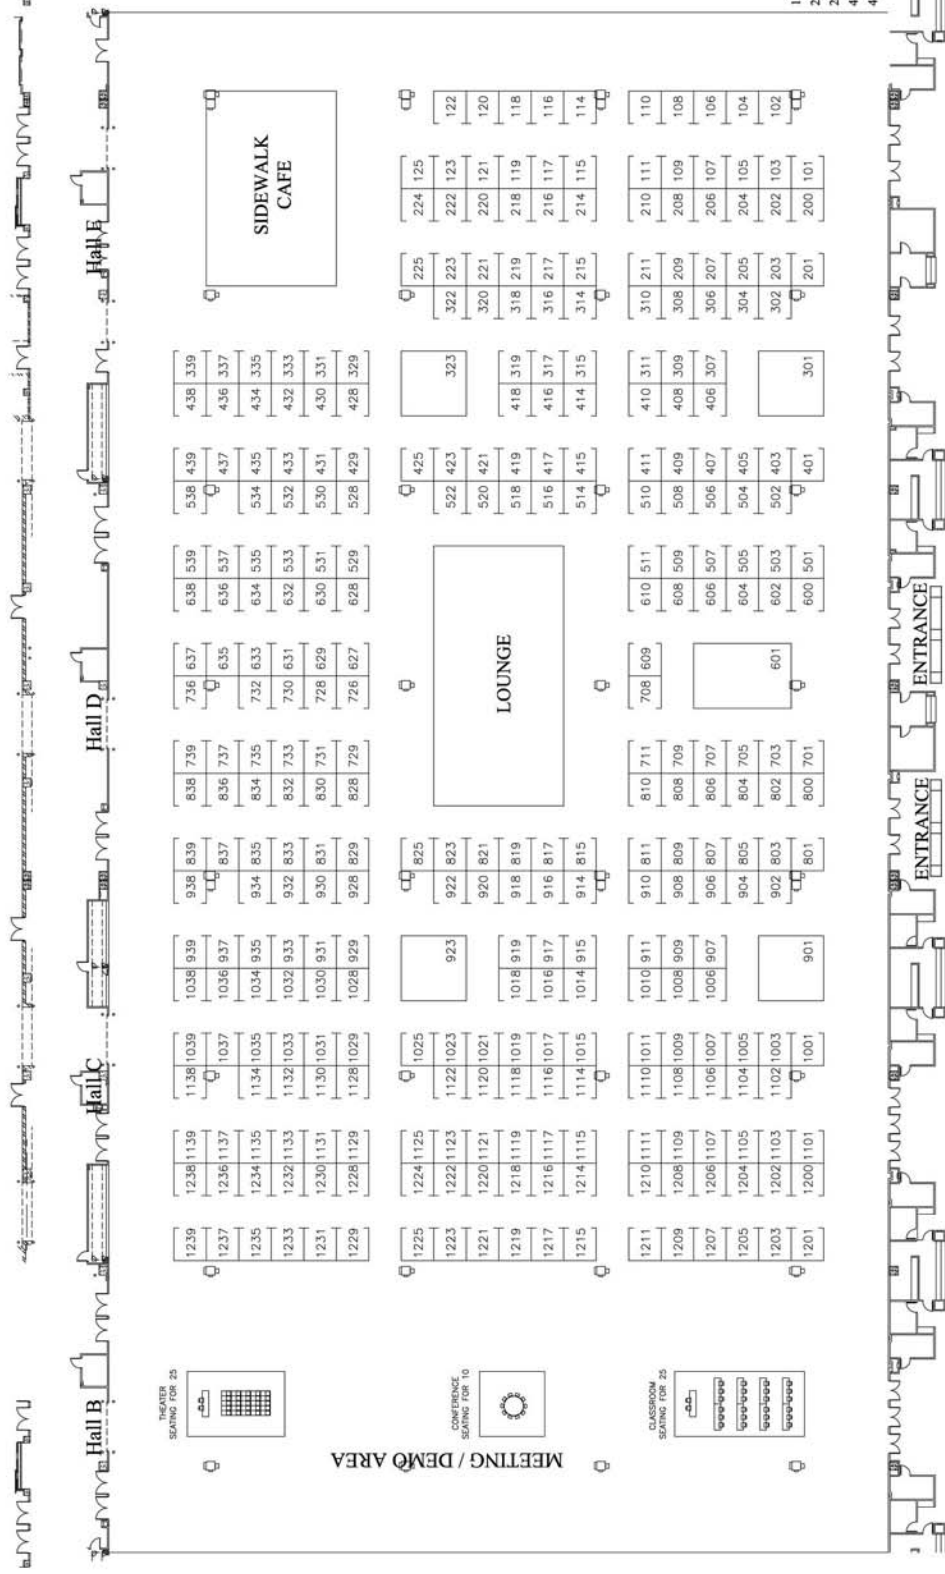 Hall B Hall C Hall D Hall E
THEATER
SEATING FOR 25
1239 1238 1139 1138 1039 1038 939 938 839 838 739 736 637 638 539 538 439 438 339
1237 1236 1137 1037 1036 937 837 836 737 635 636 537 437 436 337
1235 1234 1135 1134 1035 1034 935 934 835 834 735 732 633 634 535 534 435 434 335
SIDEWALK
CAFE
1233 1232 1133 1132 1033 1032 933 932 833 832 733 730 631 632 533 532 433 432 333
1231 1230 1131 1130 1031 1030 931 930 831 830 731 728 629 630 531 530 431 430 331
MEETING / DEMO AREA
1229 1228 1129 1128 1029 1028 929 928 829 828 729 726 627 628 529 528 429 428 329
1225 1224 1125 1025 825 425 225 224 125
CONFERENCE
SEATING FOR 10
1223 1222 1123 1122 1023 923 922 823 522 423 323 322 223 222 123 122
1221 1220 1121 1120 1021 920 821 520 421 320 221 220 121 120
LOUNGE
1219 1218 1119 1118 1019 1018 919 918 819 518 419 418 319 318 219 218 119 118
1217 1216 1117 1116 1017 1016 917 916 817 516 417 416 317 316 217 216 117 116
1215 1214 1115 1114 1015 1014 915 914 815 514 415 414 315 314 215 214 115 114
1211 1210 1111 1110 1011 1010 911 910 811 810 711 708 609 610 511 510 411 410 311 310 211 210 111 110
CLASSROOM
SEATING FOR 25
1209 1208 1109 1108 1009 1008 909 908 809 808 709 608 509 508 409 408 309 308 209 208 109 108
1207 1206 1107 1106 1007 1006 907 906 807 806 707 606 507 506 407 406 307 306 207 206 107 106
1205 1204 1105 1104 1005 904 805 804 705 604 505 504 405 304 205 204 105 104
1203 1202 1103 1102 1003 902 803 802 703 601 602 503 502 403 302 203 202 103 102
1201 1200 1101 1001 901 801 800 701 600 501 401 301 201 200 101
ENTRANCE ENTRANCE